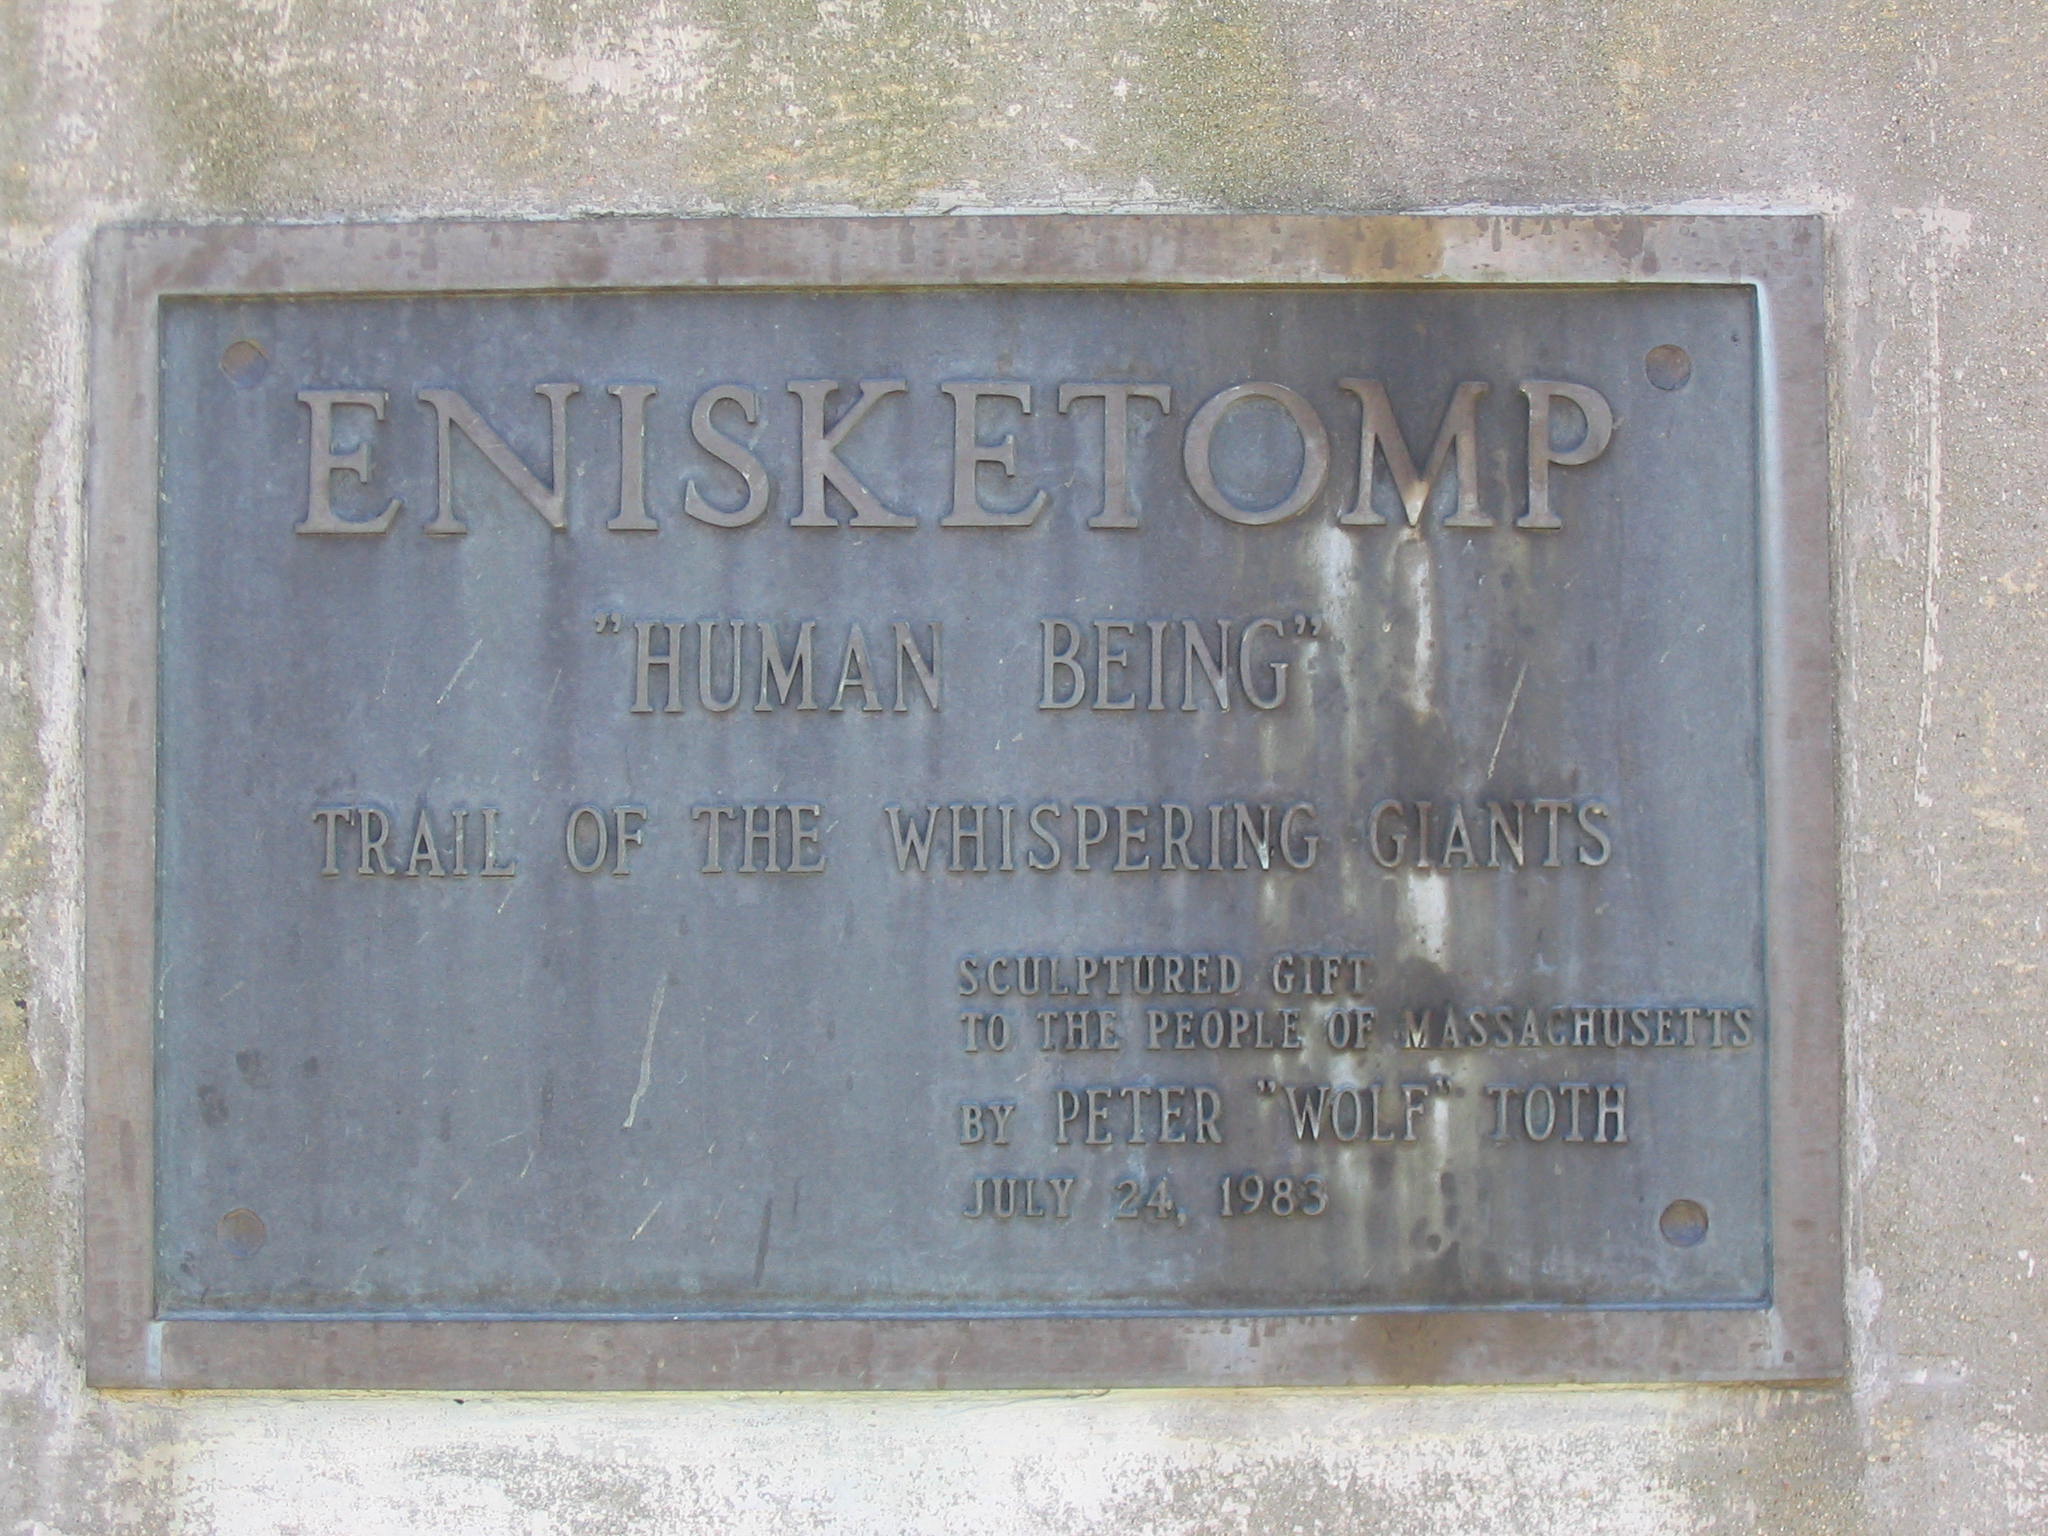 ENISKETOMP
"HUMAN BEING"
TRAIL OF THE WHISPERING GIANTS
SCULPTURED GIFT
TO THE PEOPLE OF MASSACHUSETTS
BY PETER "WOLF" TOTH
JULY 24, 1983